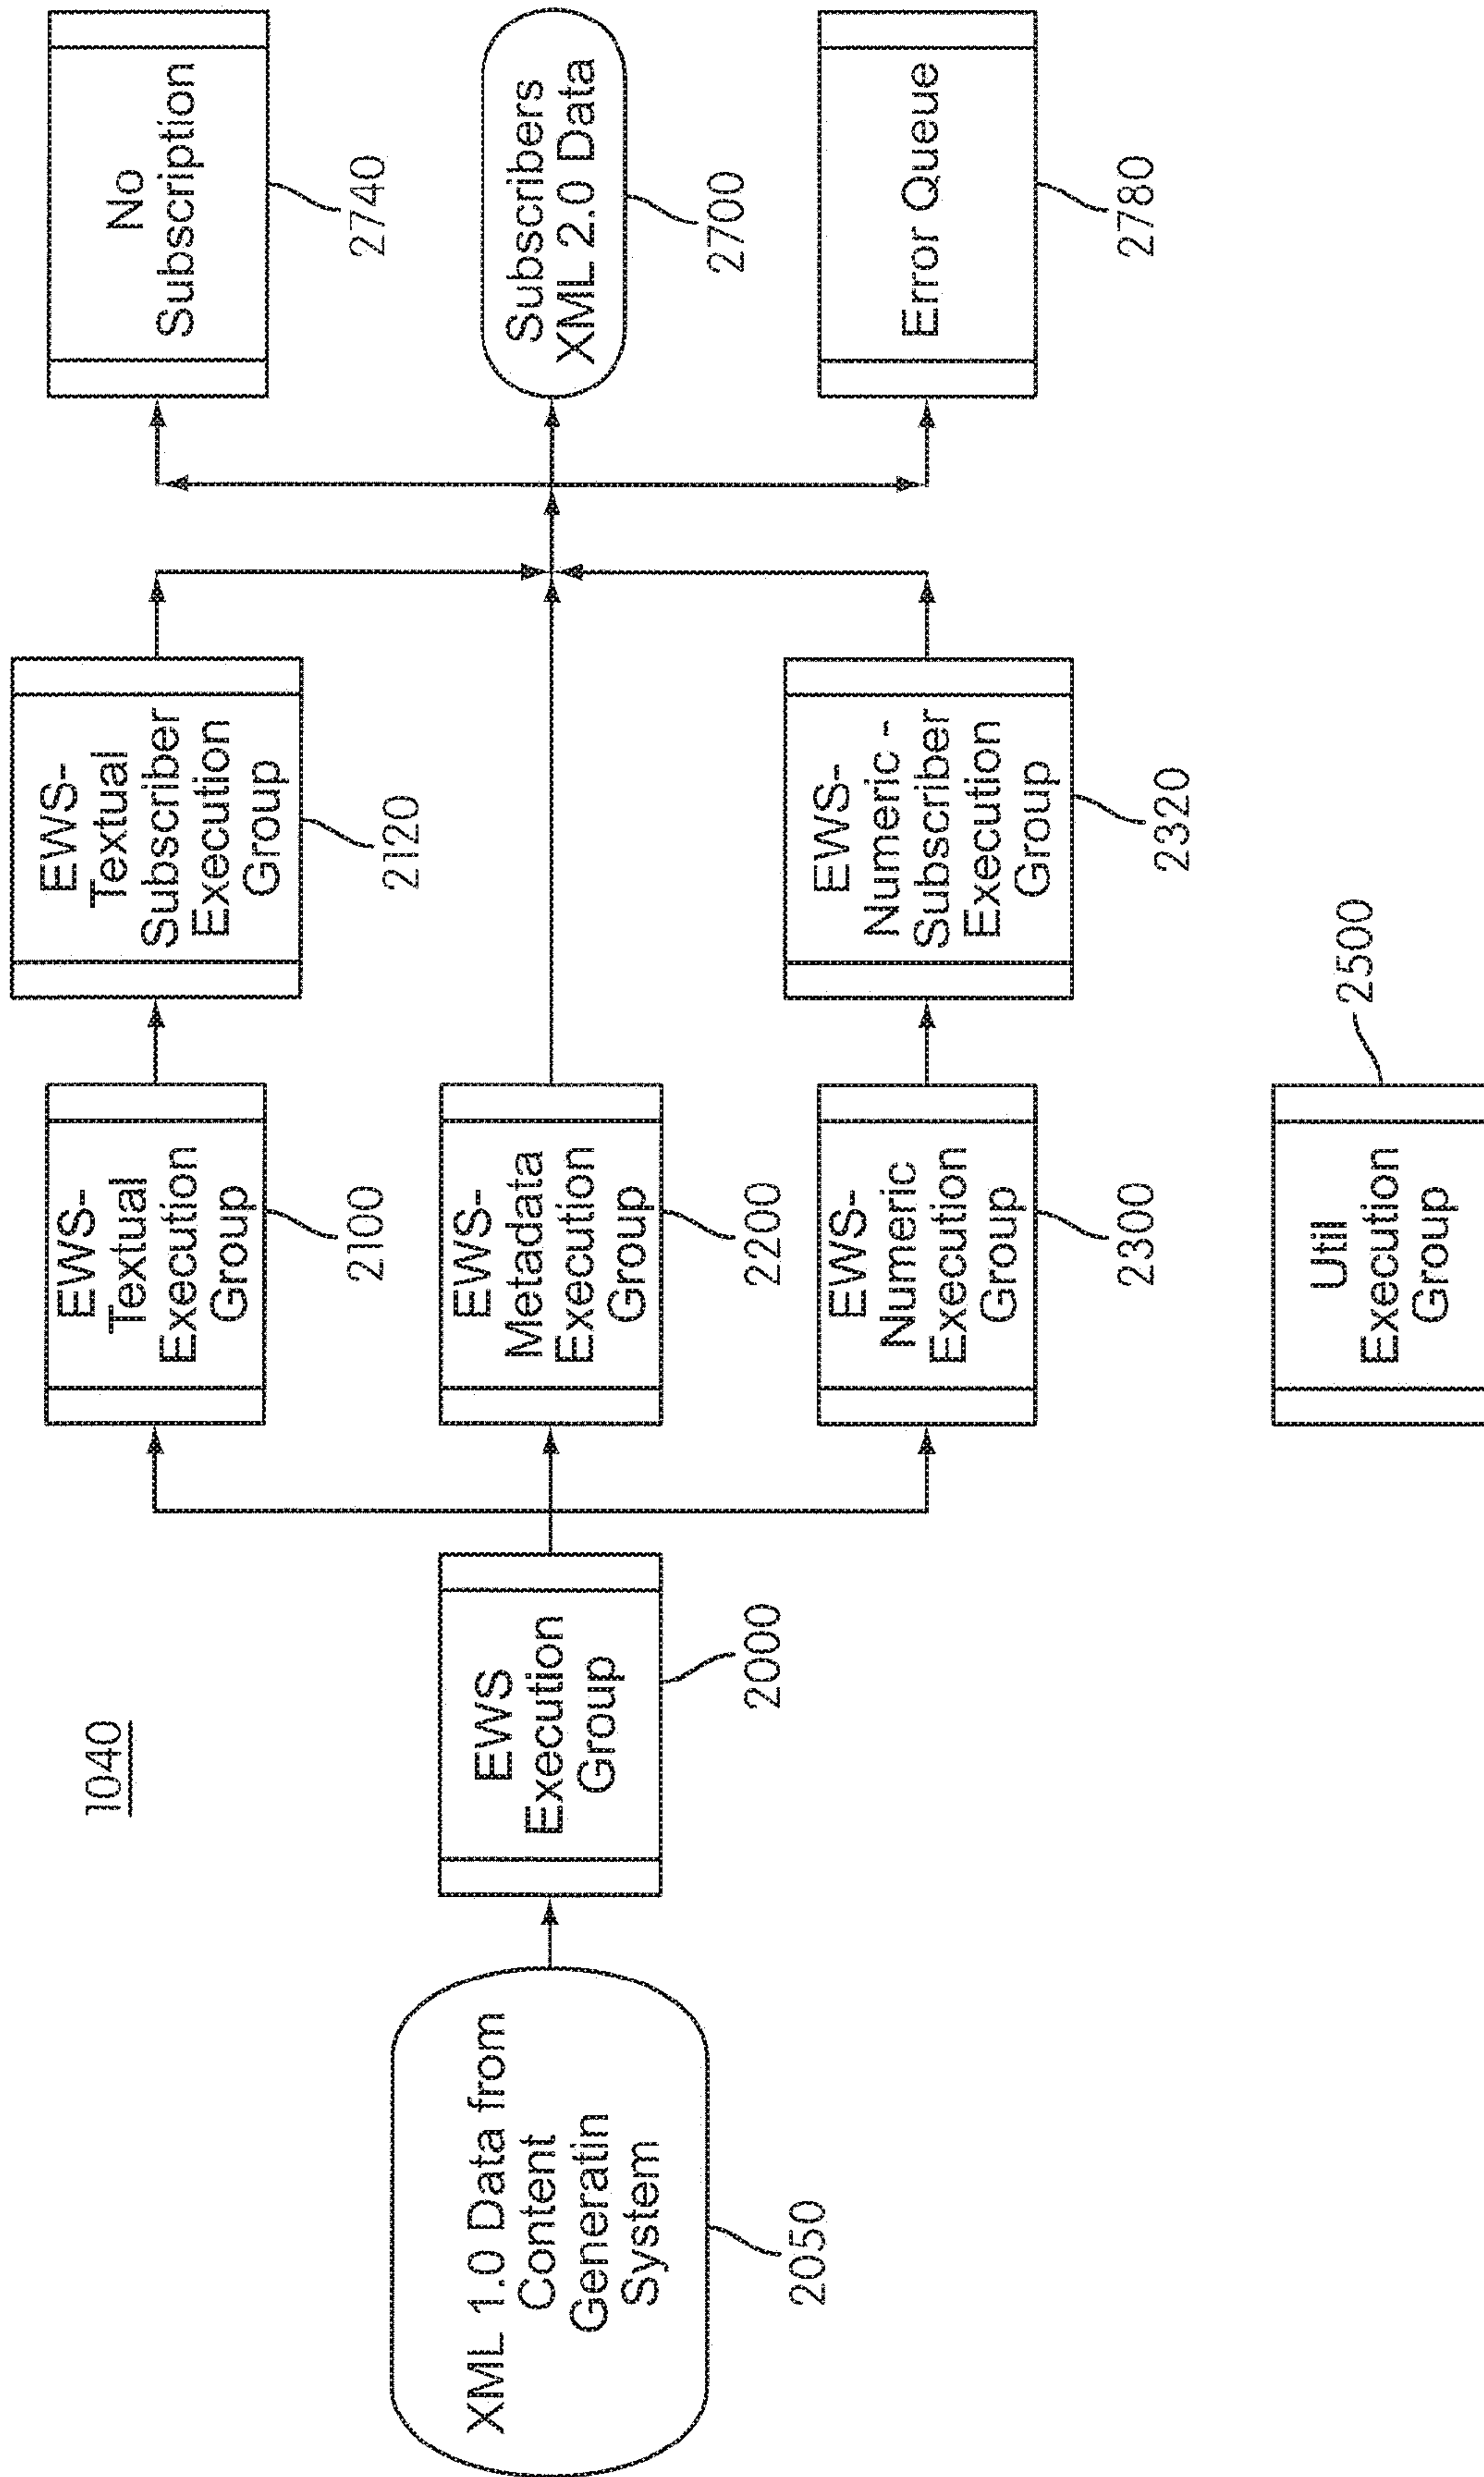 1040
XML 1.0 Data from
Content
Generatin
System
2050
EWS
Execution
Group
2000
EWS-
Textual
Execution
Group
2100
EWS-
Metadata
Execution
Group
2200
EWS-
Numeric
Execution
Group
2300
Util
Execution
Group
2500
EWS-
Textual
Subscriber
Execution
Group
2120
EWS-
Numeric -
Subscriber
Execution
Group
2320
No
Subscription
2740
Subscribers
XML 2.0 Data
2700
Error Queue
2780